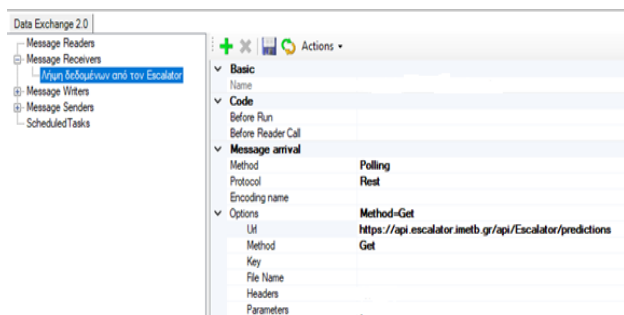 Data Exchange 2.0
Message Readers
Message Receivers
Λήψη δεδομένων από τον Escalator
Message Writers
Message Senders
ScheduledTasks
Actions
Basic
Name
Code
Before Run
Before Reader Call
Message arrival
Method Polling
Protocol Rest
Encoding name
Options Method=Get
Url https://api.escalator.imetb.gr/api/Escalator/predictions
Method Get
Key
File Name
Headers
Parameters